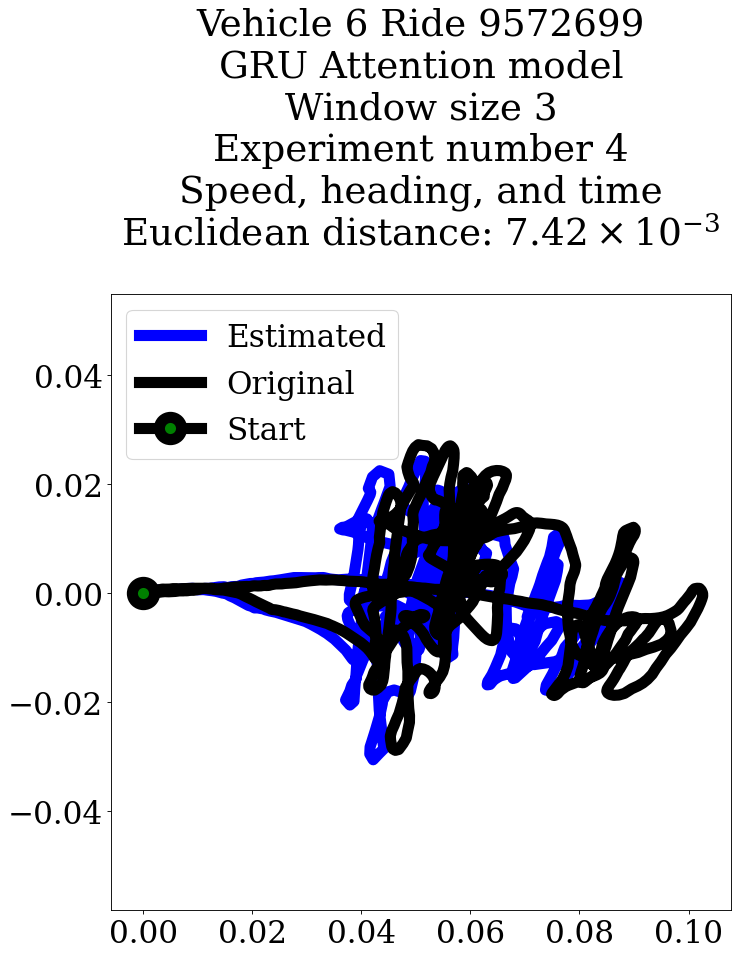 Vehicle 6 Ride 9572699
GRU Attention model
Window size 3
Experiment number 4
Speed, heading, and time
Euclidean distance: 7.42 × 10⁻³
Estimated
Original
Start
0.04
0.02
0.00
−0.02
−0.04
0.00 0.02 0.04 0.06 0.08 0.10